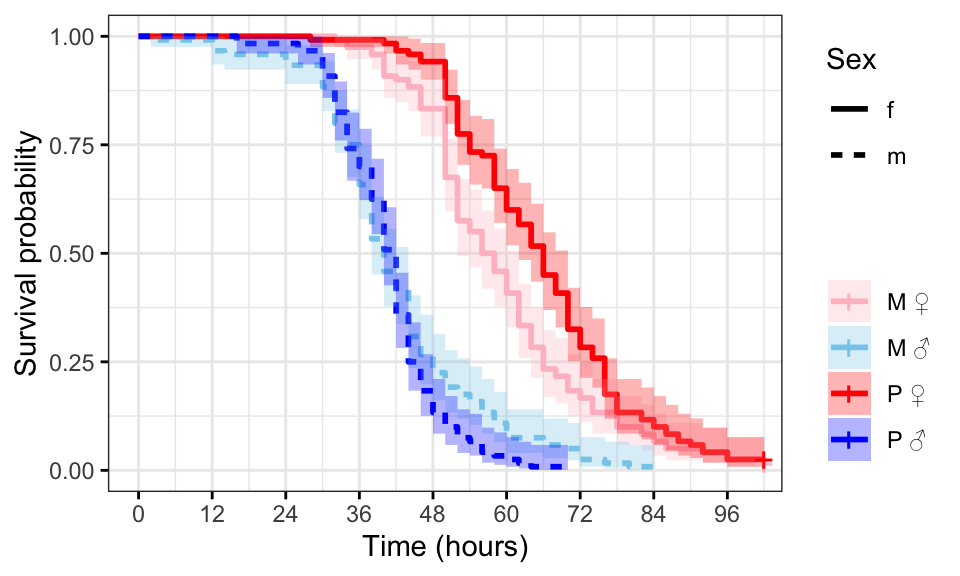 Survival probability
1.00
0.75
0.50
0.25
0.00
0 12 24 36 48 60 72 84 96
Time (hours)
Sex
f
m
M ♀
M ♂
P ♀
P ♂